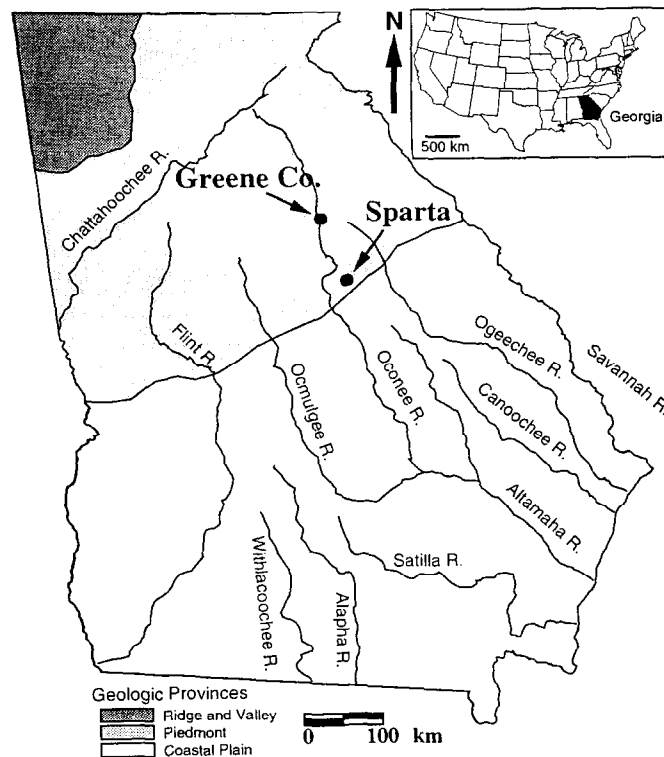 N
Georgia
500 km
Greene Co.
Sparta
Chattahoochee R.
Flint R.
Ocmulgee R.
Oconee R.
Ogeechee R.
Savannah R.
Canoochee R.
Altamaha R.
Satilla R.
Withlacoochee R.
Alapha R.
Geologic Provinces
Ridge and Valley
Piedmont
Coastal Plain
0 100 km